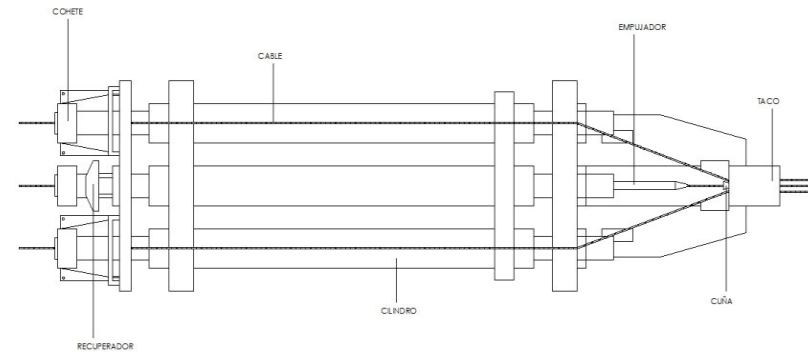 COHETE
EMPUJADOR
CABLE
TACO
CUÑA
CILINDRO
RECUPERADOR